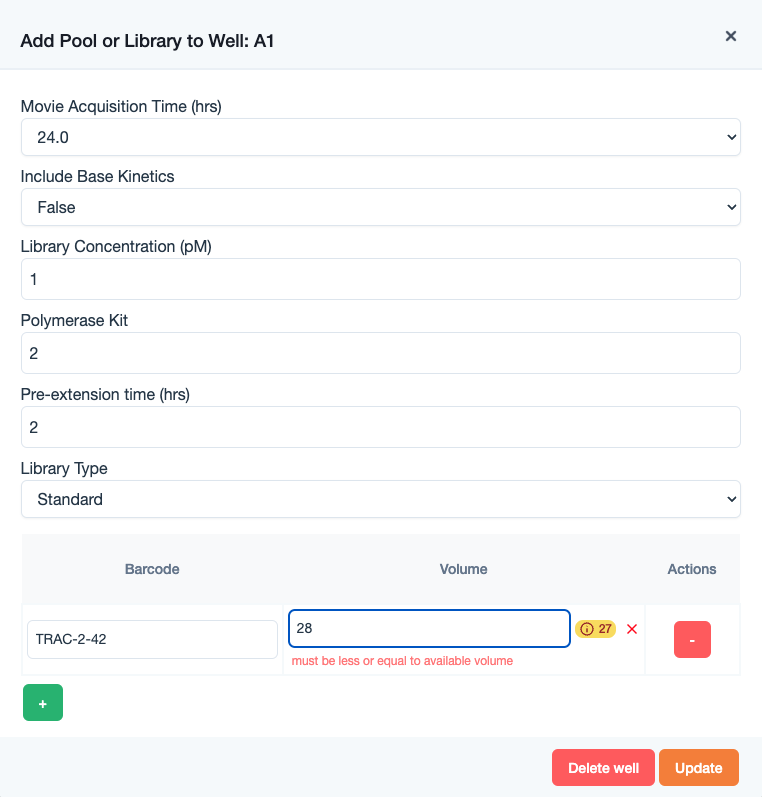 Add Pool or Library to Well: A1
×
Movie Acquisition Time (hrs)
24.0
Include Base Kinetics
False
Library Concentration (pM)
1
Polymerase Kit
2
Pre-extension time (hrs)
2
Library Type
Standard
Barcode Volume Actions
TRAC-2-42 28 27 -
must be less or equal to available volume
+
Delete well Update